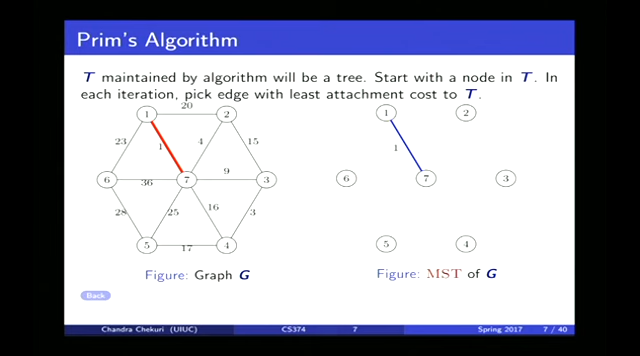 Prim's Algorithm
T maintained by algorithm will be a tree. Start with a node in T. In
each iteration, pick edge with least attachment cost to T.
20
1 2 1 2
23 1 4 15 1
9
6 7 3 6 7 3
36
28 25 16 3
5 17 4 5 4
Figure: Graph G Figure: MST of G
Back
Chandra Chekuri (UIUC) CS374 7 Spring 2017 7 / 40